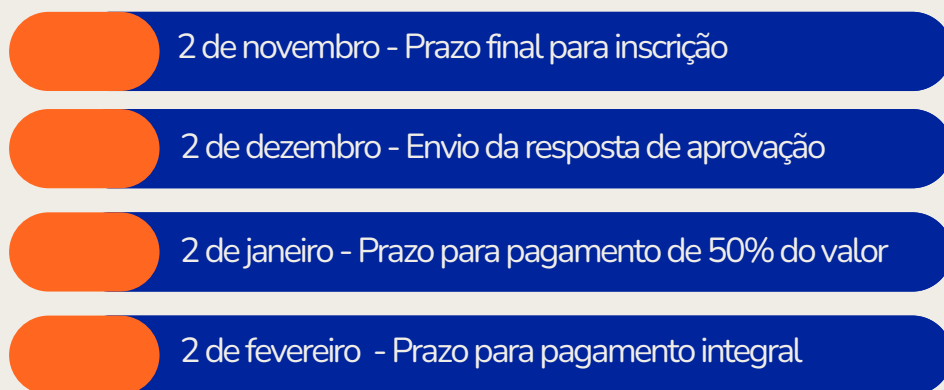 2 de novembro - Prazo final para inscrição
2 de dezembro - Envio da resposta de aprovação
2 de janeiro - Prazo para pagamento de 50% do valor
2 de fevereiro - Prazo para pagamento integral